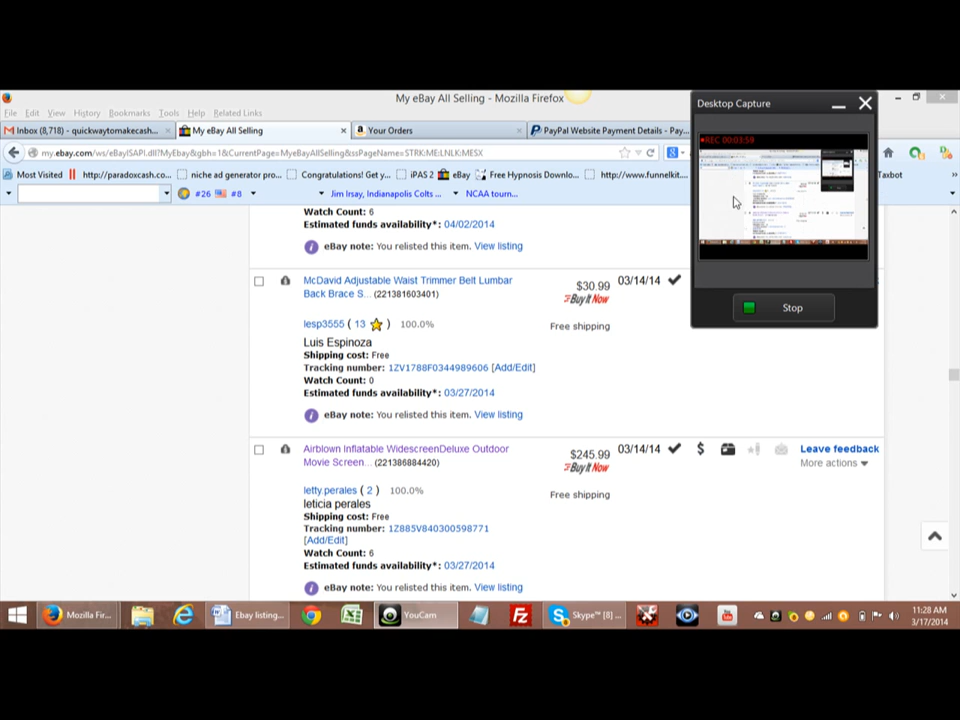 My eBay All Selling - Mozilla Firefox
Desktop Capture
File Edit View History Bookmarks Tools Help Related Links
Inbox (8,718) - quickwaytomakecash...
My eBay All Selling
Your Orders
PayPal Website Payment Details - Pay...
my.ebay.com/ws/eBayISAPI.dll?MyEbay&gbh=1&CurrentPage=MyeBayAllSelling&ssPageName=STRK:ME:LNLK:MESX
REC 00:03:58
Most Visited
http://paradoxcash.co...
niche ad generator pro...
Congratulations! Get y...
iPAS 2
eBay
Free Hypnosis Downlo...
http://www.funnelkit....
Taxbot
#26
#8
Jim Irsay, Indianapolis Colts ...
NCAA tourn...
Watch Count: 6
Estimated funds availability*: 04/02/2014
eBay note: You relisted this item. View listing
McDavid Adjustable Waist Trimmer Belt Lumbar
Back Brace S... (221381603401)
$30.99
Buy It Now
03/14/14
Stop
lesp3555 ( 13 ) 100.0%
Free shipping
Luis Espinoza
Shipping cost: Free
Tracking number: 1ZV1788F0344989606 [Add/Edit]
Watch Count: 0
Estimated funds availability*: 03/27/2014
eBay note: You relisted this item. View listing
Airblown Inflatable WidescreenDeluxe Outdoor
Movie Screen... (221386884420)
$245.99
Buy It Now
03/14/14
$
Leave feedback
More actions
letty.perales ( 2 ) 100.0%
Free shipping
leticia perales
Shipping cost: Free
Tracking number: 1Z885V840300598771
[Add/Edit]
Watch Count: 6
Estimated funds availability*: 03/27/2014
eBay note: You relisted this item. View listing
Mozilla Fir...
Ebay listing...
YouCam
Skype™ [8] ...
11:28 AM
3/17/2014